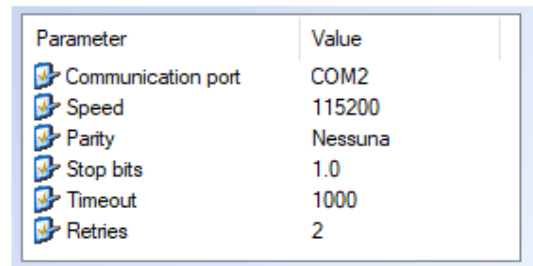 Parameter Value
Communication port COM2
Speed 115200
Parity Nessuna
Stop bits 1.0
Timeout 1000
Retries 2